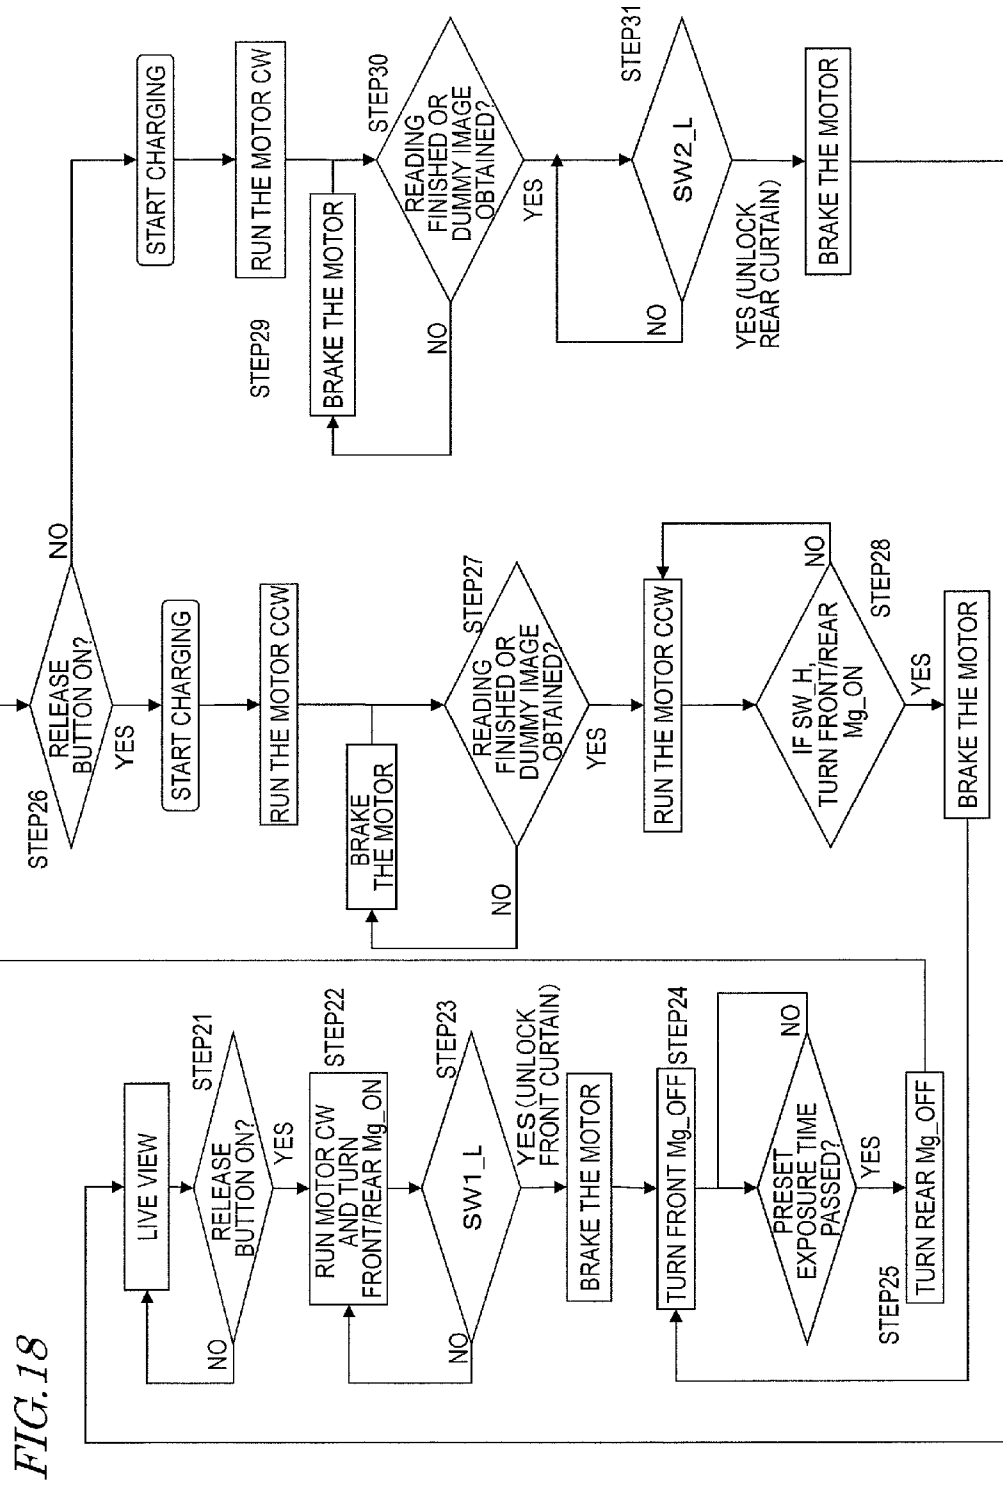 FIG.18
LIVE VIEW
STEP21
RELEASE
BUTTON ON?
NO
YES
STEP22
RUN MOTOR CW
AND TURN
FRONT/REAR Mg_ON
STEP23
SW1_L
NO
YES (UNLOCK
FRONT CURTAIN)
BRAKE THE MOTOR
STEP24
TURN FRONT Mg_OFF
PRESET
EXPOSURE TIME
PASSED?
NO
YES
STEP25
TURN REAR Mg_OFF
STEP26
RELEASE
BUTTON ON?
NO
YES
START CHARGING
RUN THE MOTOR CCW
BRAKE
THE MOTOR
STEP27
READING
FINISHED OR
DUMMY IMAGE
OBTAINED?
NO
YES
RUN THE MOTOR CCW
STEP28
IF SW_H,
TURN FRONT/REAR
Mg_ON
NO
YES
BRAKE THE MOTOR
START CHARGING
RUN THE MOTOR CW
STEP29
BRAKE THE MOTOR
STEP30
READING
FINISHED OR
DUMMY IMAGE
OBTAINED?
NO
YES
STEP31
SW2_L
NO
YES (UNLOCK
REAR CURTAIN)
BRAKE THE MOTOR